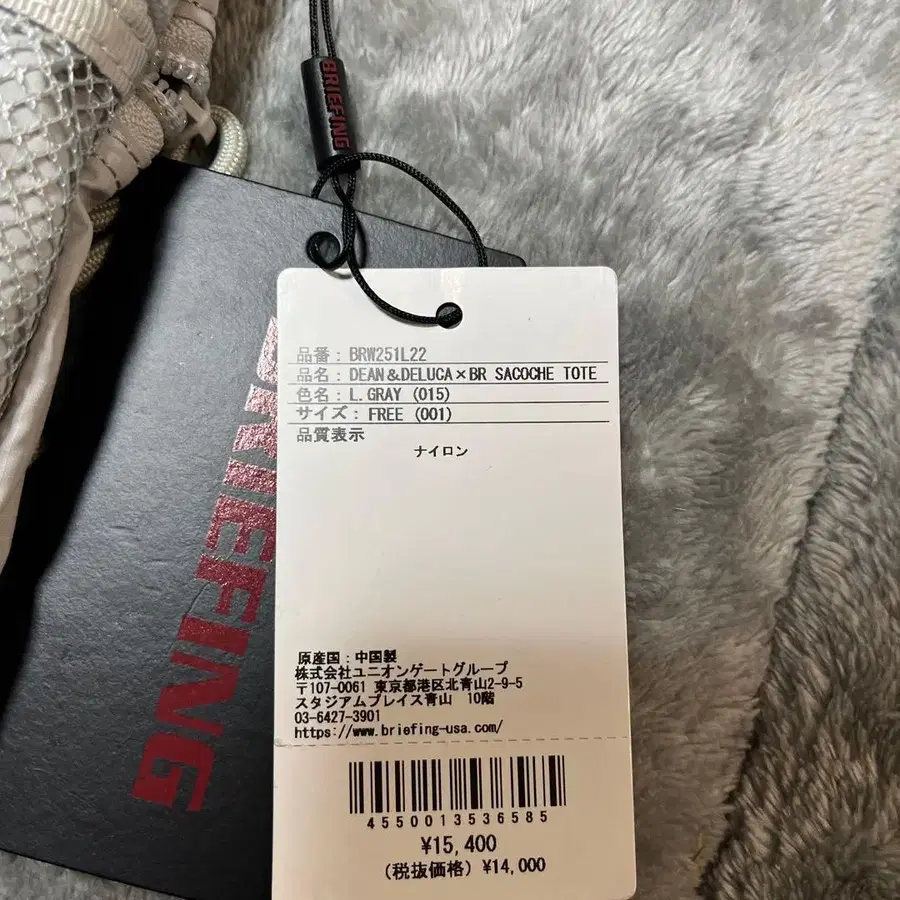 BRIEFING
BRIEFING
品番：BRW251L22
品名：DEAN＆DELUCA×BR SACOCHE TOTE
色名：L.GRAY (015)
サイズ：FREE (001)
品質表示
ナイロン
原産国：中国製
株式会社ユニオンゲートグループ
〒107-0061 東京都港区北青山2-9-5
スタジアムプレイス青山 10階
03-6427-3901
https://www.briefing-usa.com/
4550013536585
¥15,400
(税抜価格) ¥14,000